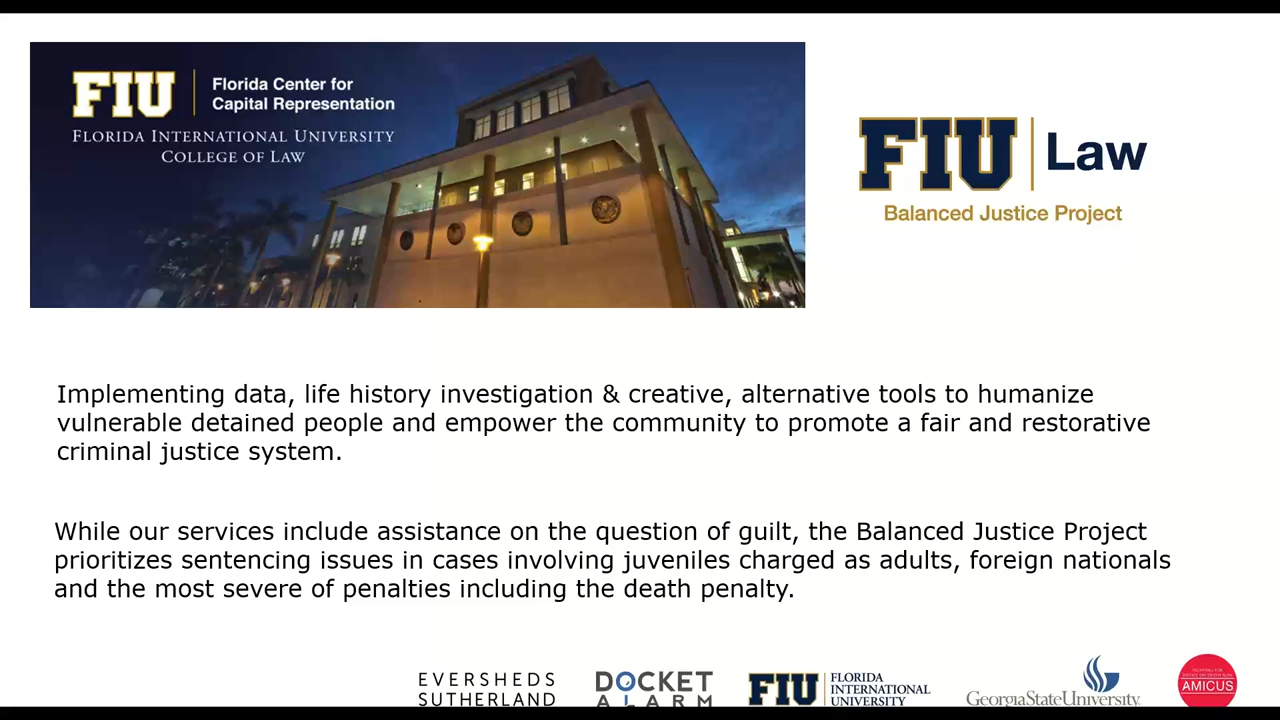 FIU
Florida Center for
Capital Representation
FLORIDA INTERNATIONAL UNIVERSITY
COLLEGE OF LAW
FIU Law
Balanced Justice Project
Implementing data, life history investigation & creative, alternative tools to humanize
vulnerable detained people and empower the community to promote a fair and restorative
criminal justice system.
While our services include assistance on the question of guilt, the Balanced Justice Project
prioritizes sentencing issues in cases involving juveniles charged as adults, foreign nationals
and the most severe of penalties including the death penalty.
EVERSHEDS
SUTHERLAND
DOCKET
ALARM
FIU
FLORIDA
INTERNATIONAL
UNIVERSITY
GeorgiaStateUniversity
AMICUS